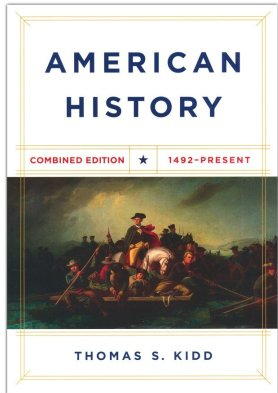 AMERICAN
HISTORY
COMBINED EDITION ★ 1492–PRESENT
THOMAS S. KIDD